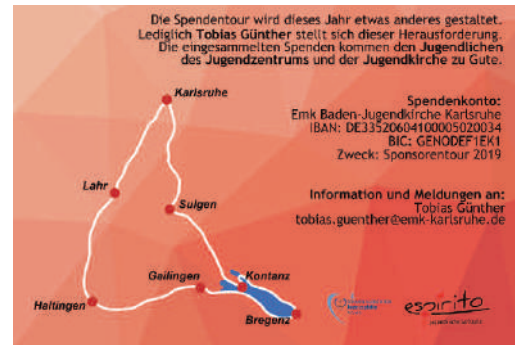 Die Spendentour wird dieses Jahr etwas anderes gestaltet.
Lediglich Tobias Günther stellt sich dieser Herausforderung.
Die eingesammelten Spenden kommen den Jugendlichen
des Jugendzentrums und der Jugendkirche zu Gute.
Karlsruhe
Spendenkonto:
Emk Baden-Jugendkirche Karlsruhe
IBAN: DE33520604100005020034
BIC: GENODEF1EK1
Zweck: Sponsorentour 2019
Lahr
Sulgen
Information und Meldungen an:
Tobias Günther
tobias.guenther@emk-karlsruhe.de
Gailingen
Kontanz
Haltingen
Bregenz
espirito